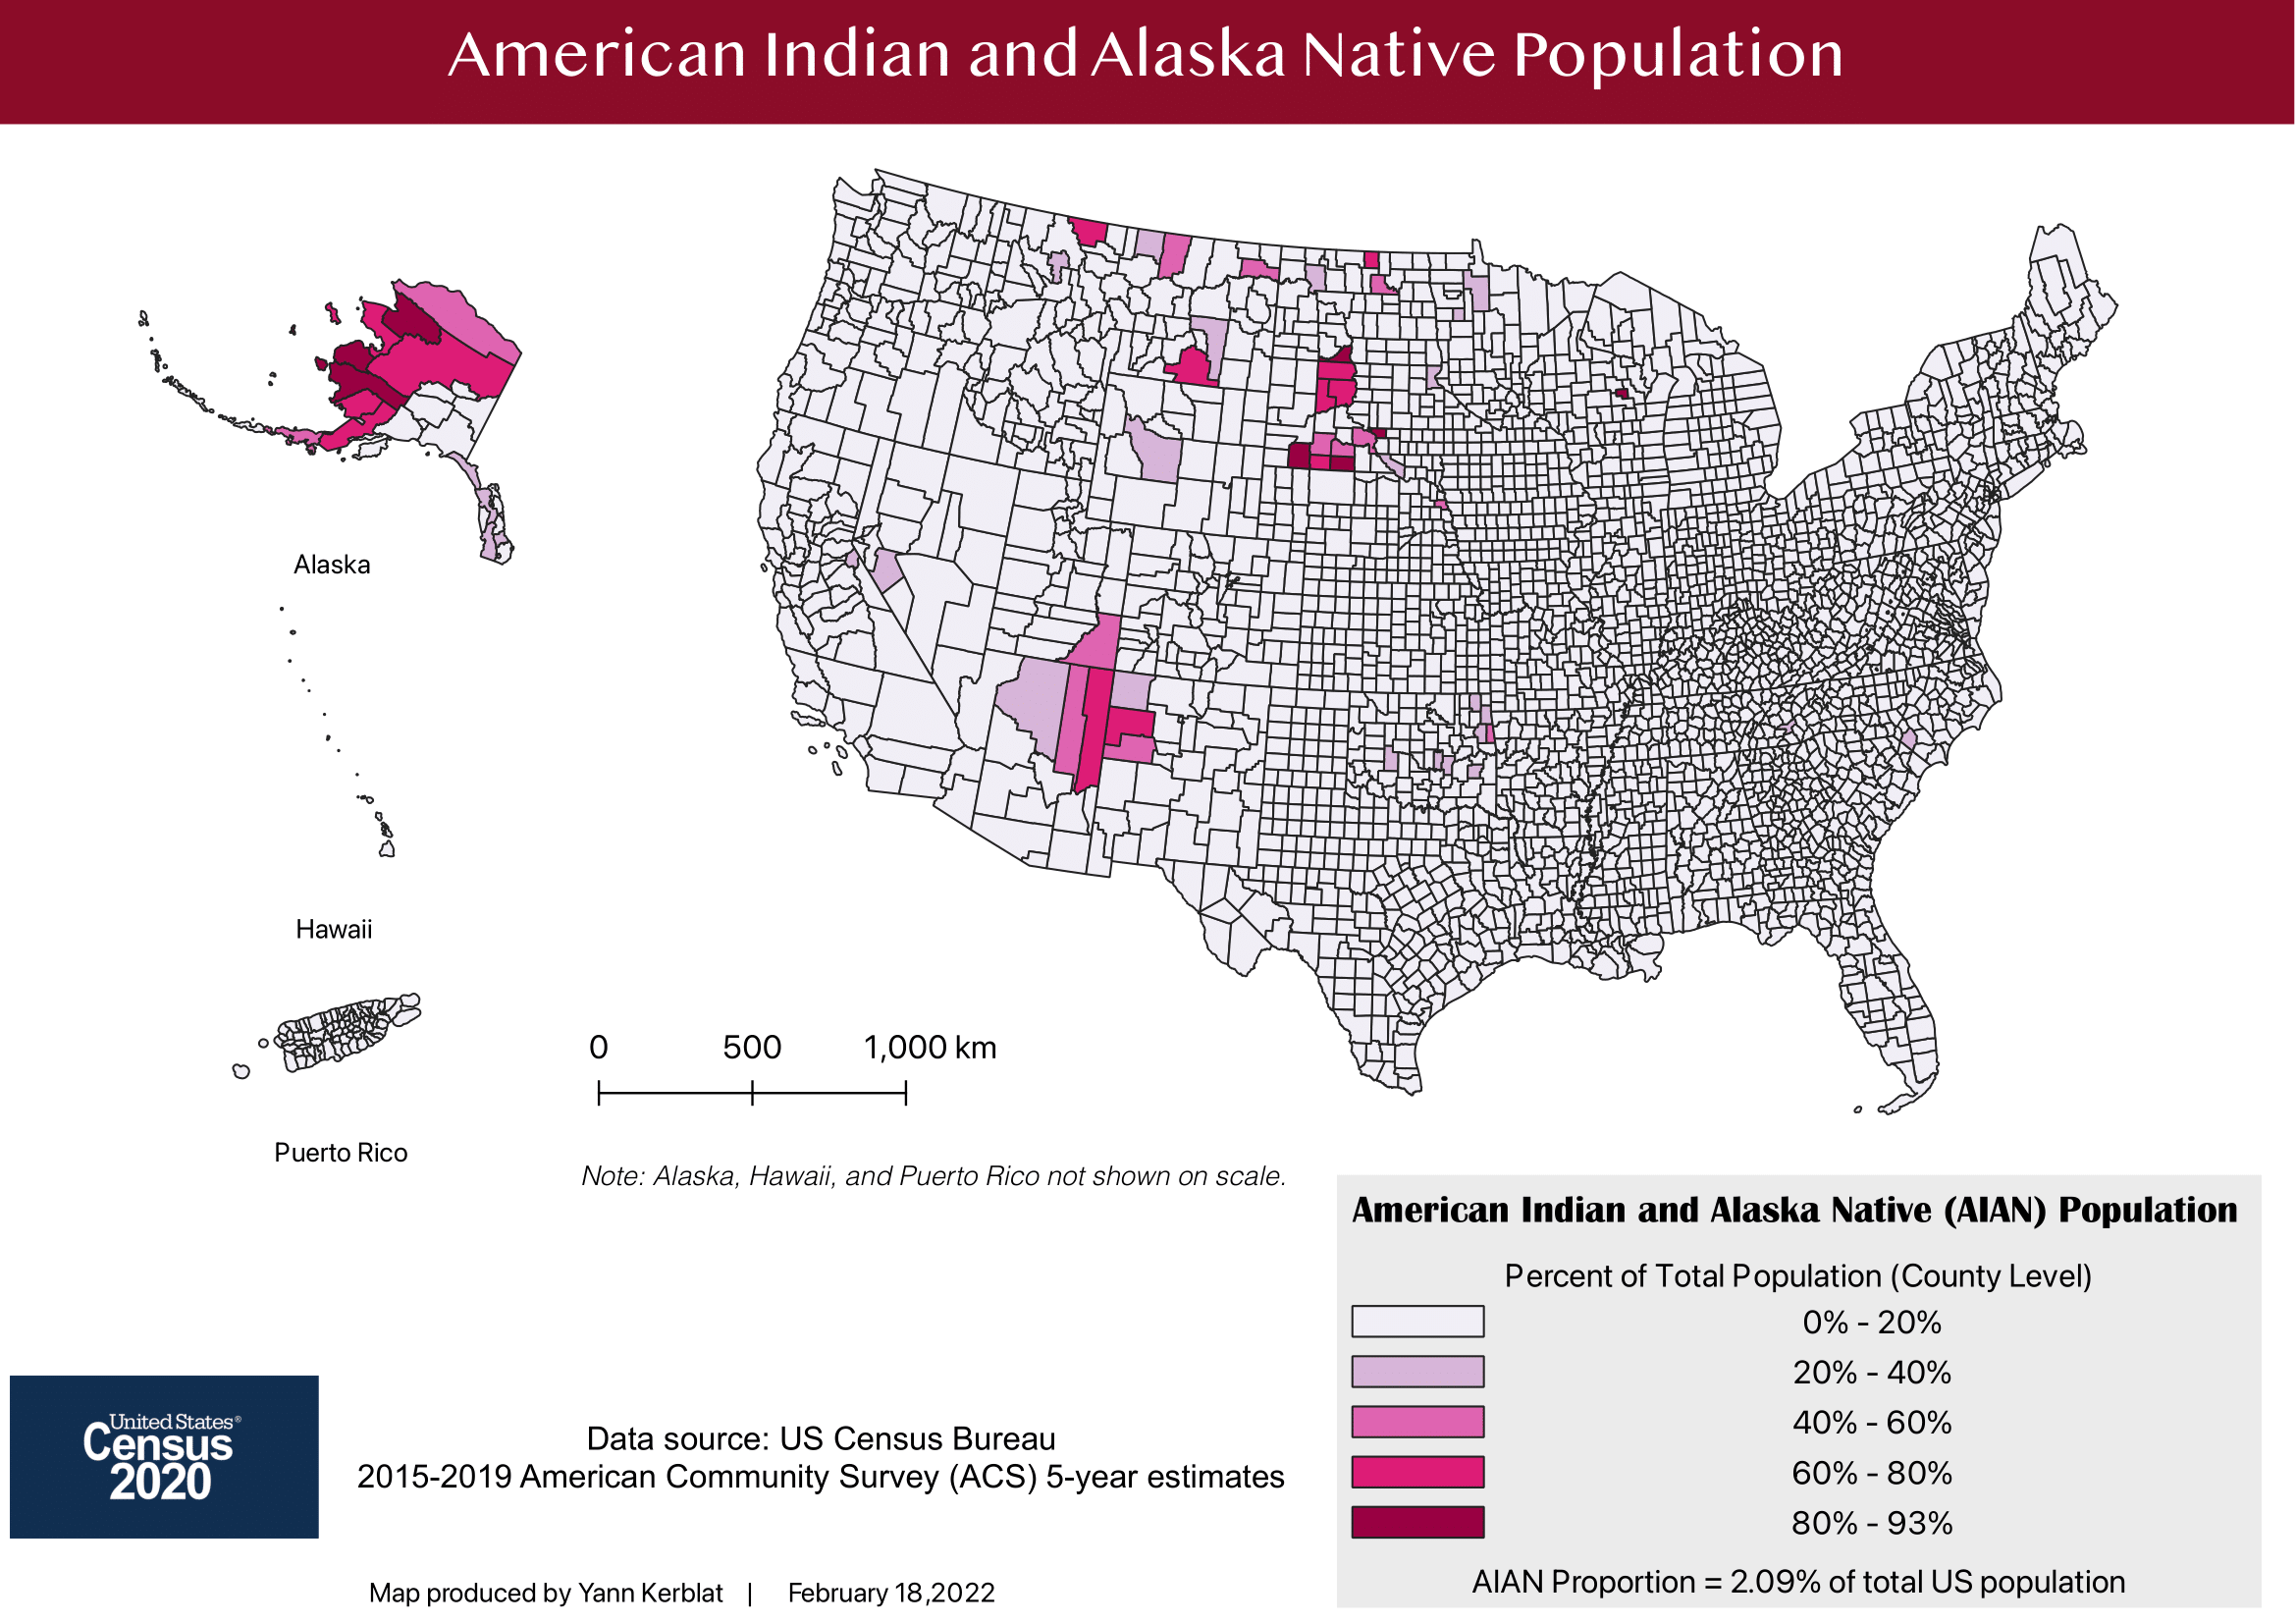 American Indian and Alaska Native Population
Alaska
Hawaii
0 500 1,000 km
Puerto Rico
Note: Alaska, Hawaii, and Puerto Rico not shown on scale.
American Indian and Alaska Native (AIAN) Population
Percent of Total Population (County Level)
0% - 20%
20% - 40%
40% - 60%
60% - 80%
80% - 93%
AIAN Proportion = 2.09% of total US population
United States®
Census
2020
Data source: US Census Bureau
2015-2019 American Community Survey (ACS) 5-year estimates
Map produced by Yann Kerblat | February 18,2022